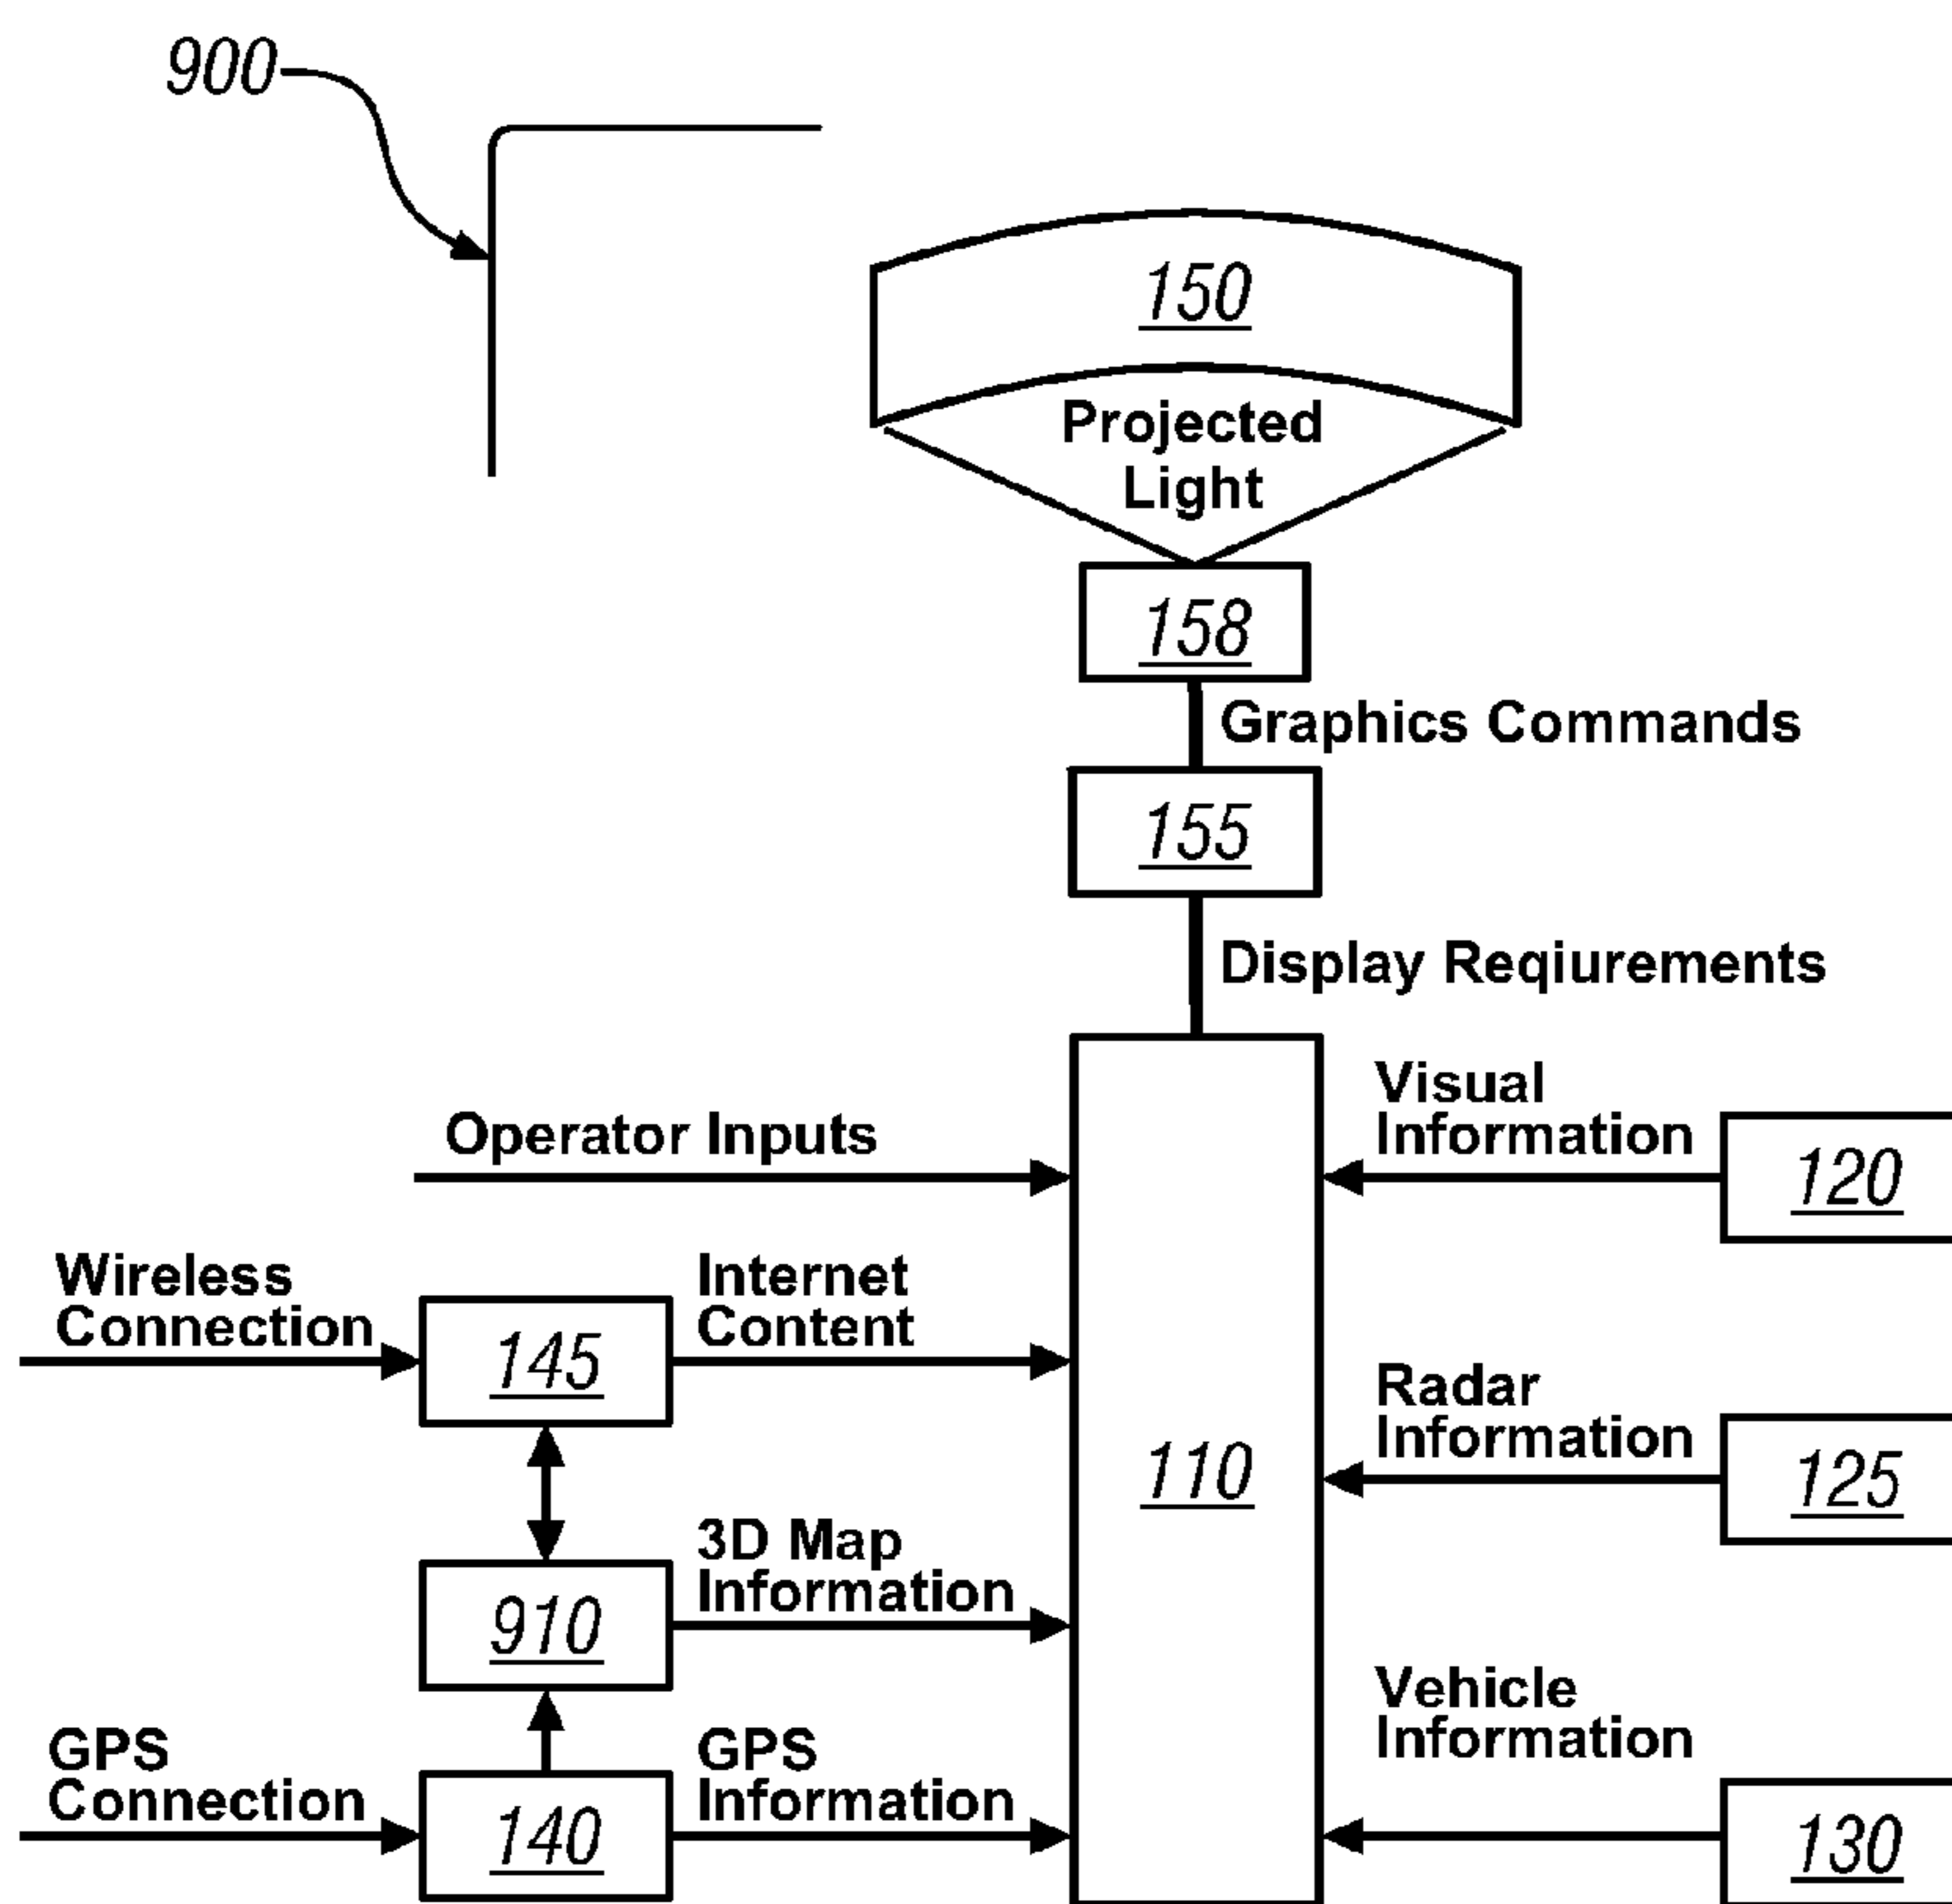 900
150
Projected
Light
158
Graphics Commands
155
Display Reqiurements
Operator Inputs
Visual
Information
120
Wireless
Connection
145
Internet
Content
110
Radar
Information
125
910
3D Map
Information
GPS
Connection
140
GPS
Information
Vehicle
Information
130